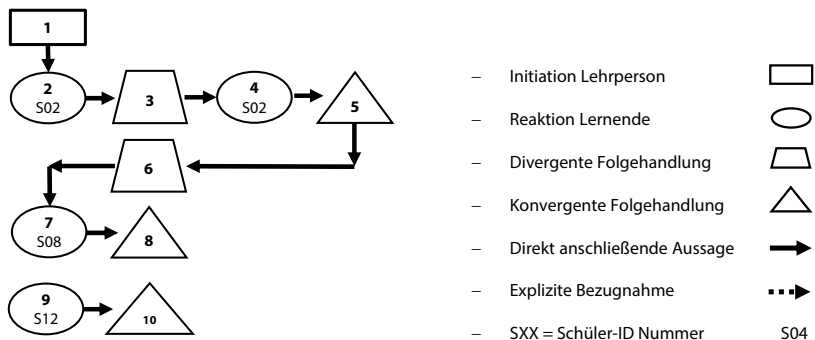 1
2
S02
3
4
S02
5
6
7
S08
8
9
S12
10
– Initiation Lehrperson
– Reaktion Lernende
– Divergente Folgehandlung
– Konvergente Folgehandlung
– Direkt anschließende Aussage
– Explizite Bezugnahme
– SXX = Schüler-ID Nummer S04